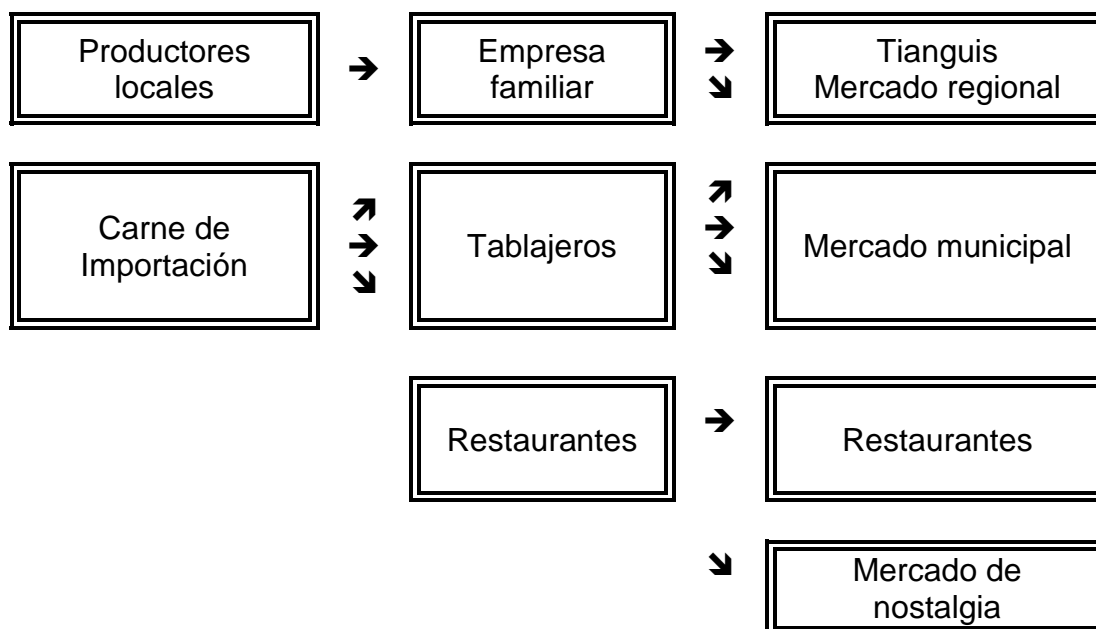 Productores
locales
Empresa
familiar
Tianguis
Mercado regional
Carne de
Importación
Tablajeros
Mercado municipal
Restaurantes
Restaurantes
Mercado de
nostalgia